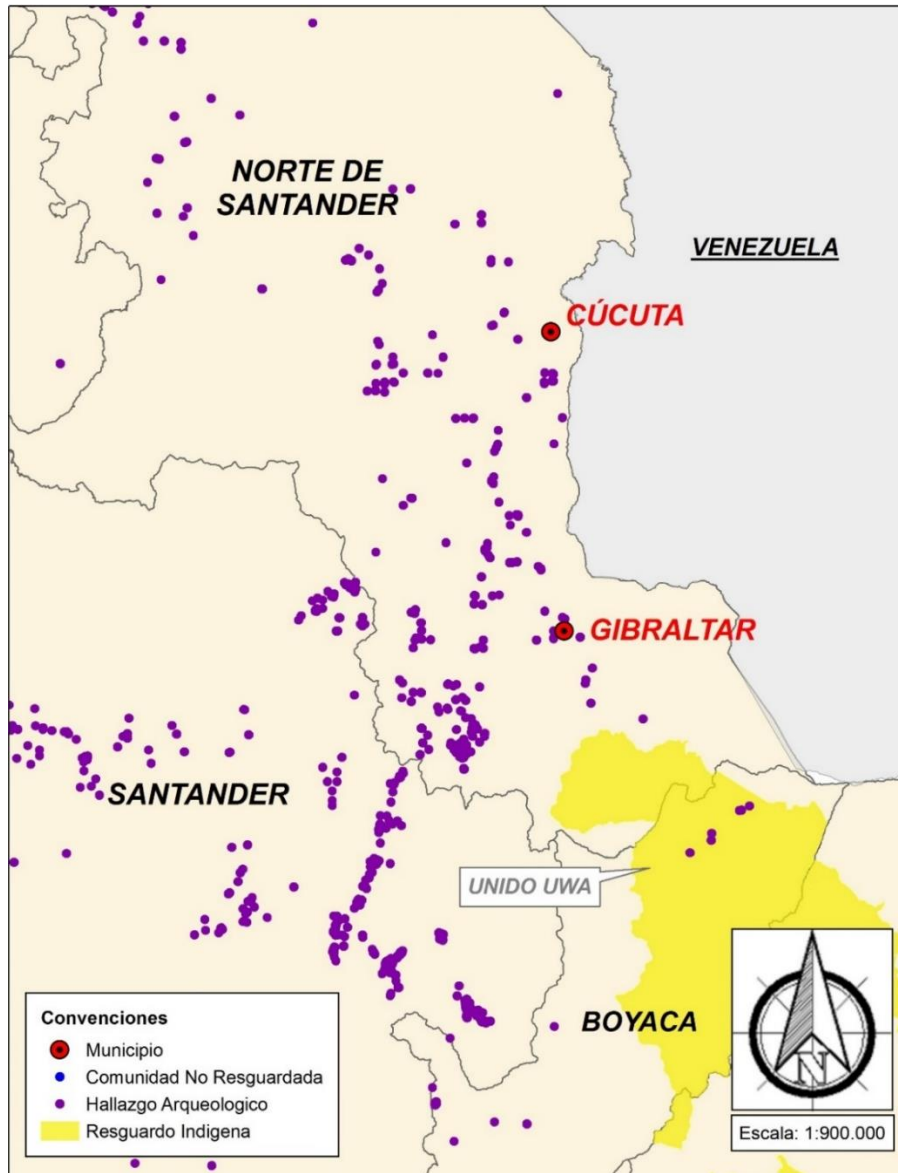 NORTE DE
SANTANDER
VENEZUELA
CÚCUTA
GIBRALTAR
SANTANDER
UNIDO UWA
BOYACA
Convenciones
Municipio
Comunidad No Resguardada
Hallazgo Arqueologico
Resguardo Indigena
N
Escala: 1:900.000